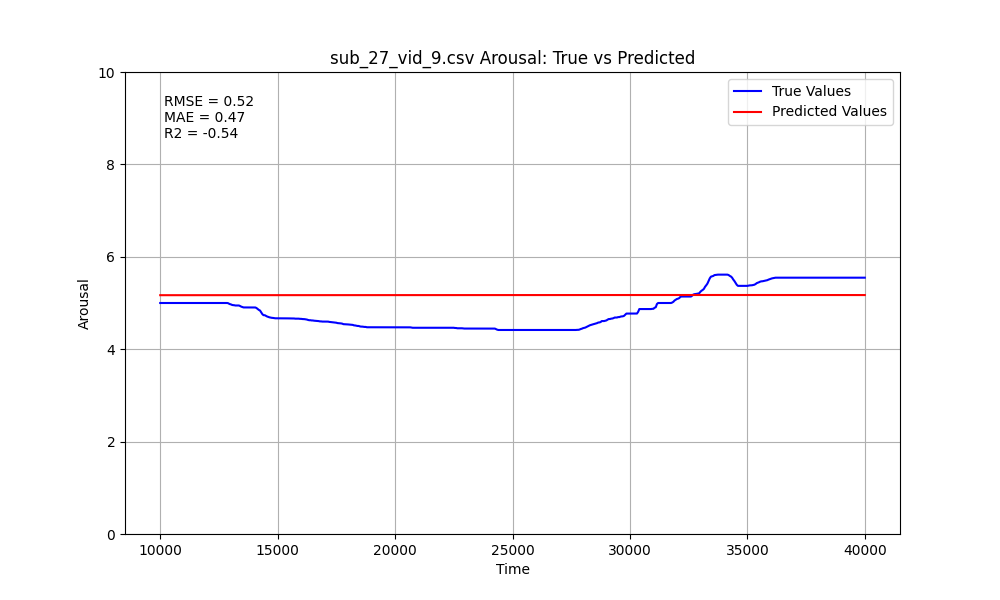 sub_27_vid_9.csv Arousal: True vs Predicted
RMSE = 0.52
MAE = 0.47
R2 = -0.54
True Values
Predicted Values
10
8
6
4
2
0
Arousal
10000
15000
20000
25000
30000
35000
40000
Time